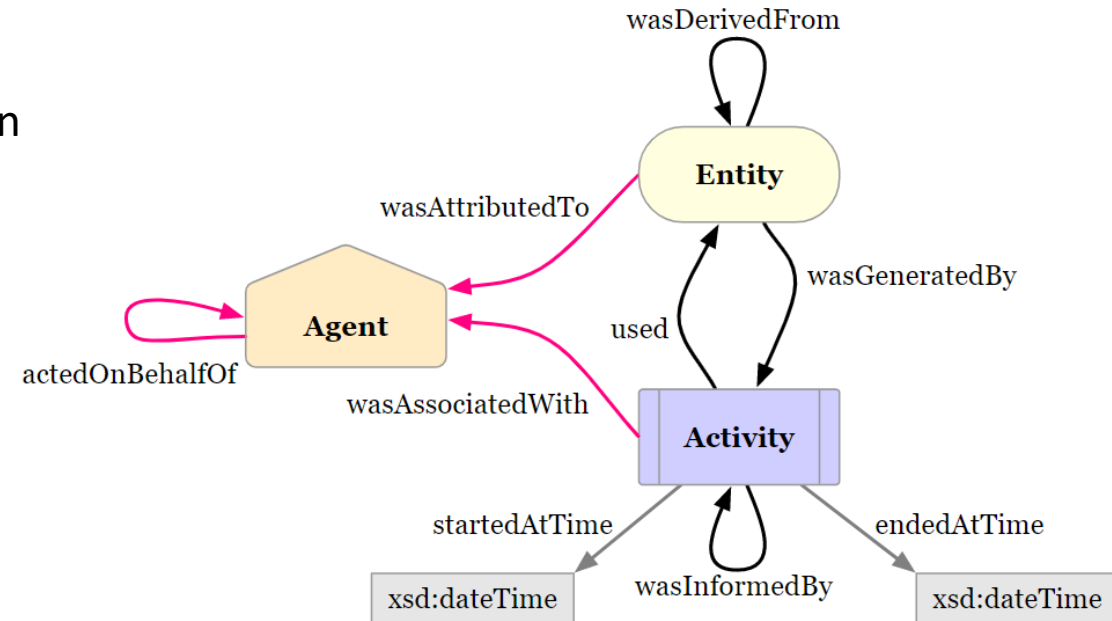 wasDerivedFrom
n
Entity
wasAttributedTo
wasGeneratedBy
Agent
used
actedOnBehalfOf
wasAssociatedWith
Activity
startedAtTime
endedAtTime
wasInformedBy
xsd:dateTime
xsd:dateTime